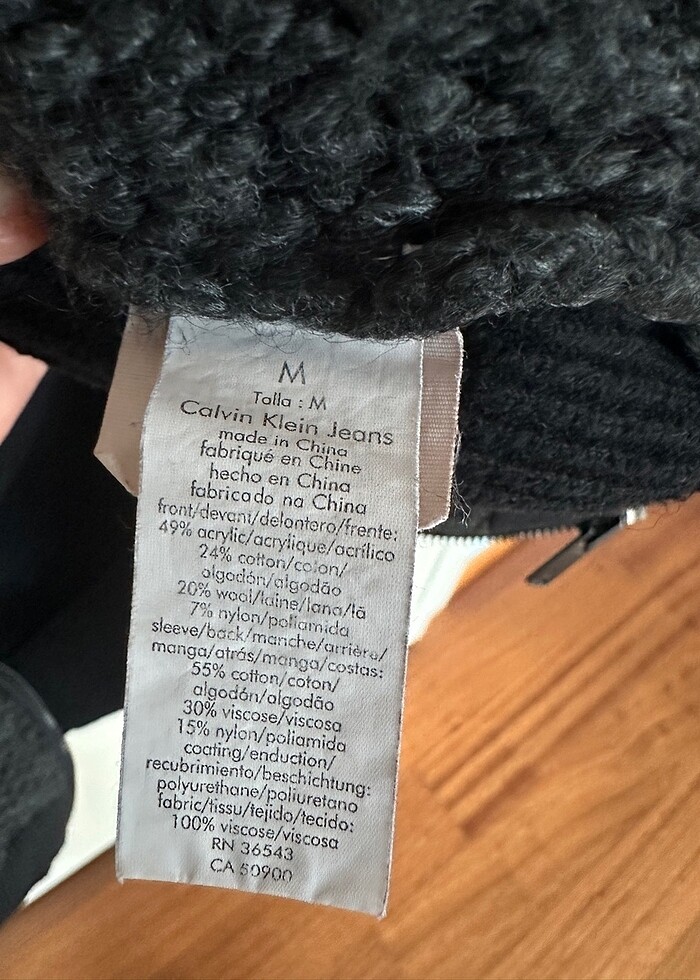 M
Talla : M
Calvin Klein Jeans
made in China
fabriqué en Chine
hecho en China
fabricado na China
front/devant/delontero/frente:
49% acrylic/acrylique/acrílico
24% cotton/coton/
algodón/algodão
20% wool/laine/lana/lã
7% nylon/poliamida
sleeve/back/manche/arrière/
manga/atrás/manga/costas:
55% cotton/coton/
algodón/algodão
30% viscose/viscosa
15% nylon/poliamida
coating/enduction/
recubrimiento/beschichtung:
polyurethane/poliuretano
fabric/tissu/tejido/tecido:
100% viscose/viscosa
RN 36543
CA 50900